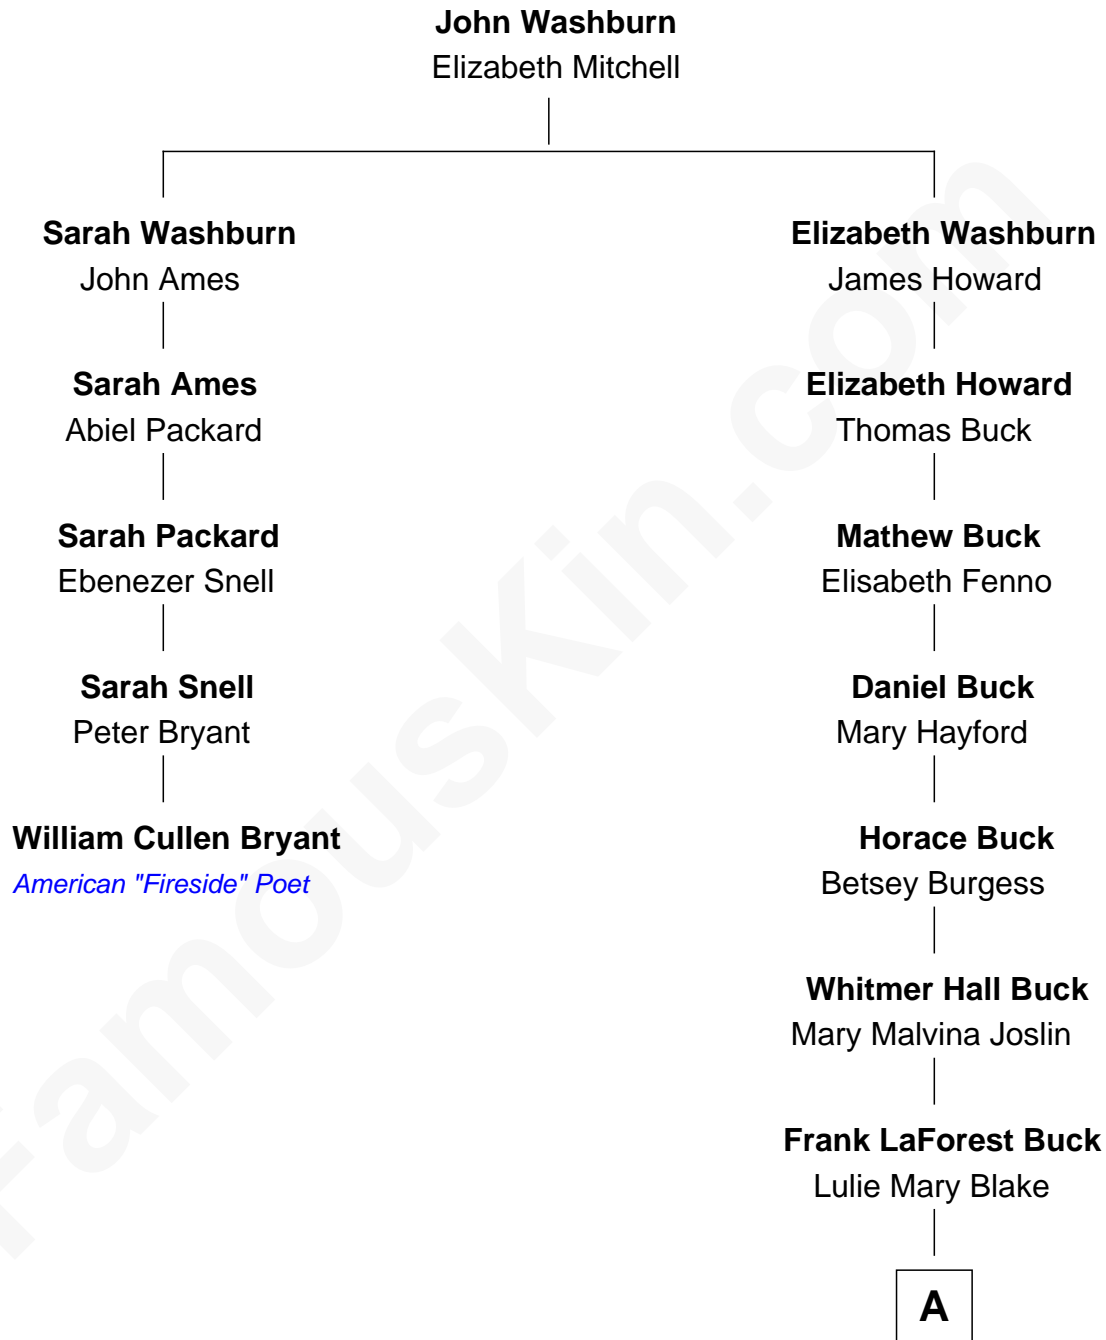 John Washburn
Elizabeth Mitchell
Sarah Washburn
John Ames
Sarah Ames
Abiel Packard
Sarah Packard
Ebenezer Snell
Sarah Snell
Peter Bryant
William Cullen Bryant
American "Fireside" Poet
Elizabeth Washburn
James Howard
Elizabeth Howard
Thomas Buck
Mathew Buck
Elisabeth Fenno
Daniel Buck
Mary Hayford
Horace Buck
Betsey Burgess
Whitmer Hall Buck
Mary Malvina Joslin
Frank LaForest Buck
Lulie Mary Blake
A
FamousKin.com